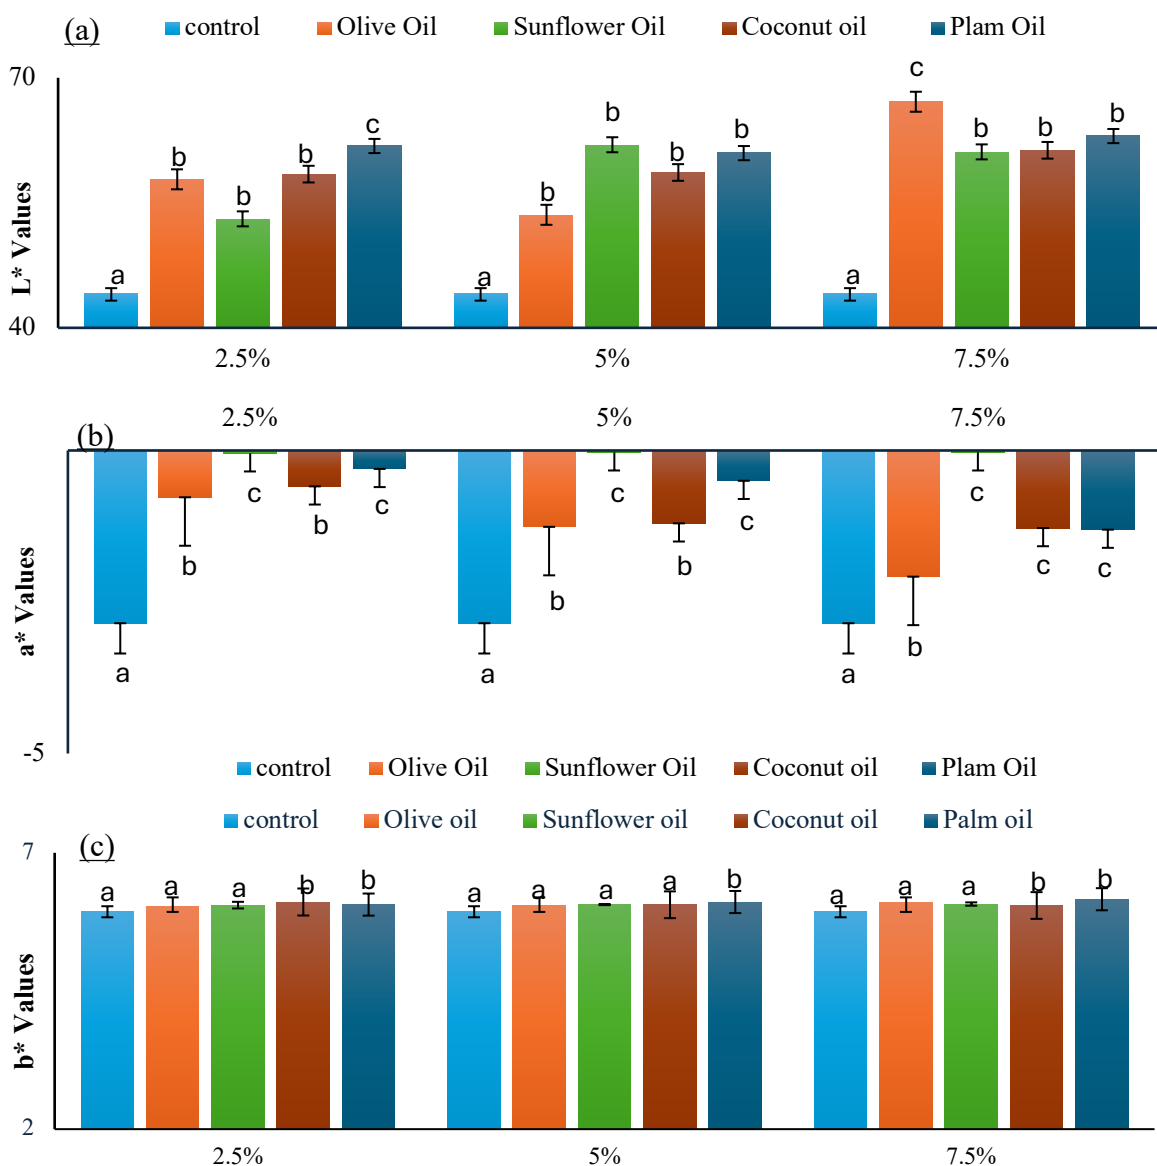 (a) control Olive Oil Sunflower Oil Coconut oil Plam Oil
70
c
c b b b b b
b b b b
b b
a a a
L* Values
40
2.5% 5% 7.5%
2.5% 5% 7.5%
(b)
c c c
b c b c c c
b b b
a a a
a* Values
-5
control Olive Oil Sunflower Oil Coconut oil Plam Oil
control Olive oil Sunflower oil Coconut oil Palm oil
7
(c)
a a a b b a a a a b a a a b b
b* Values
2
2.5% 5% 7.5%